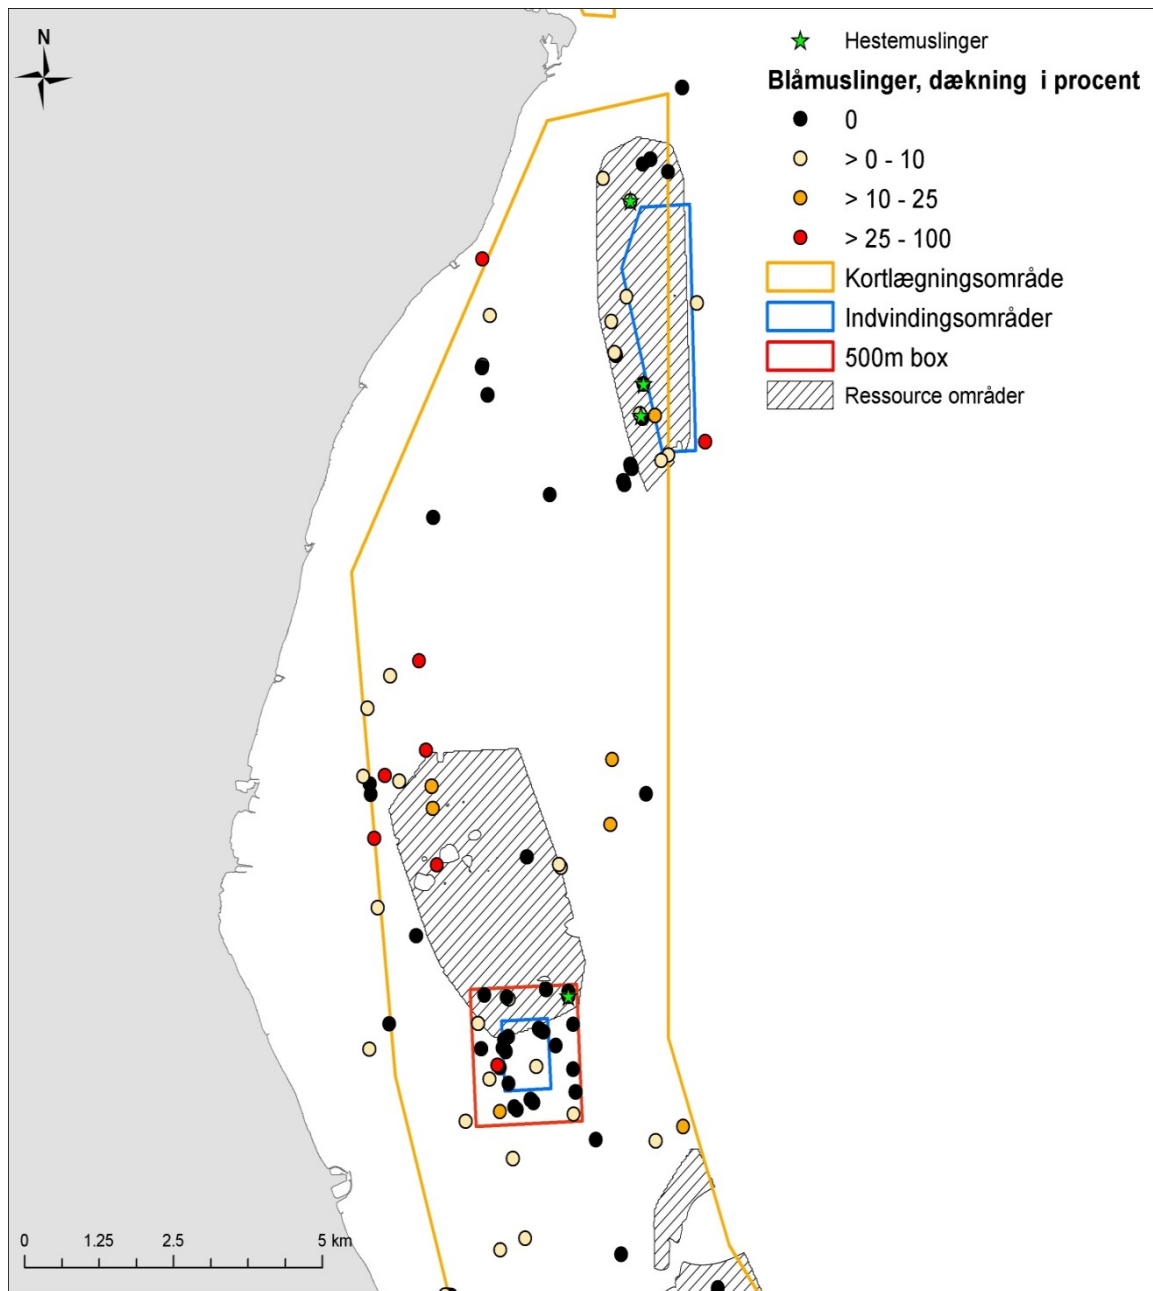 N
Hestemuslinger
Blåmuslinger, dækning i procent
0
> 0 - 10
> 10 - 25
> 25 - 100
Kortlægningsområde
Indvindingsområder
500m box
Ressource områder
0 1.25 2.5 5 km